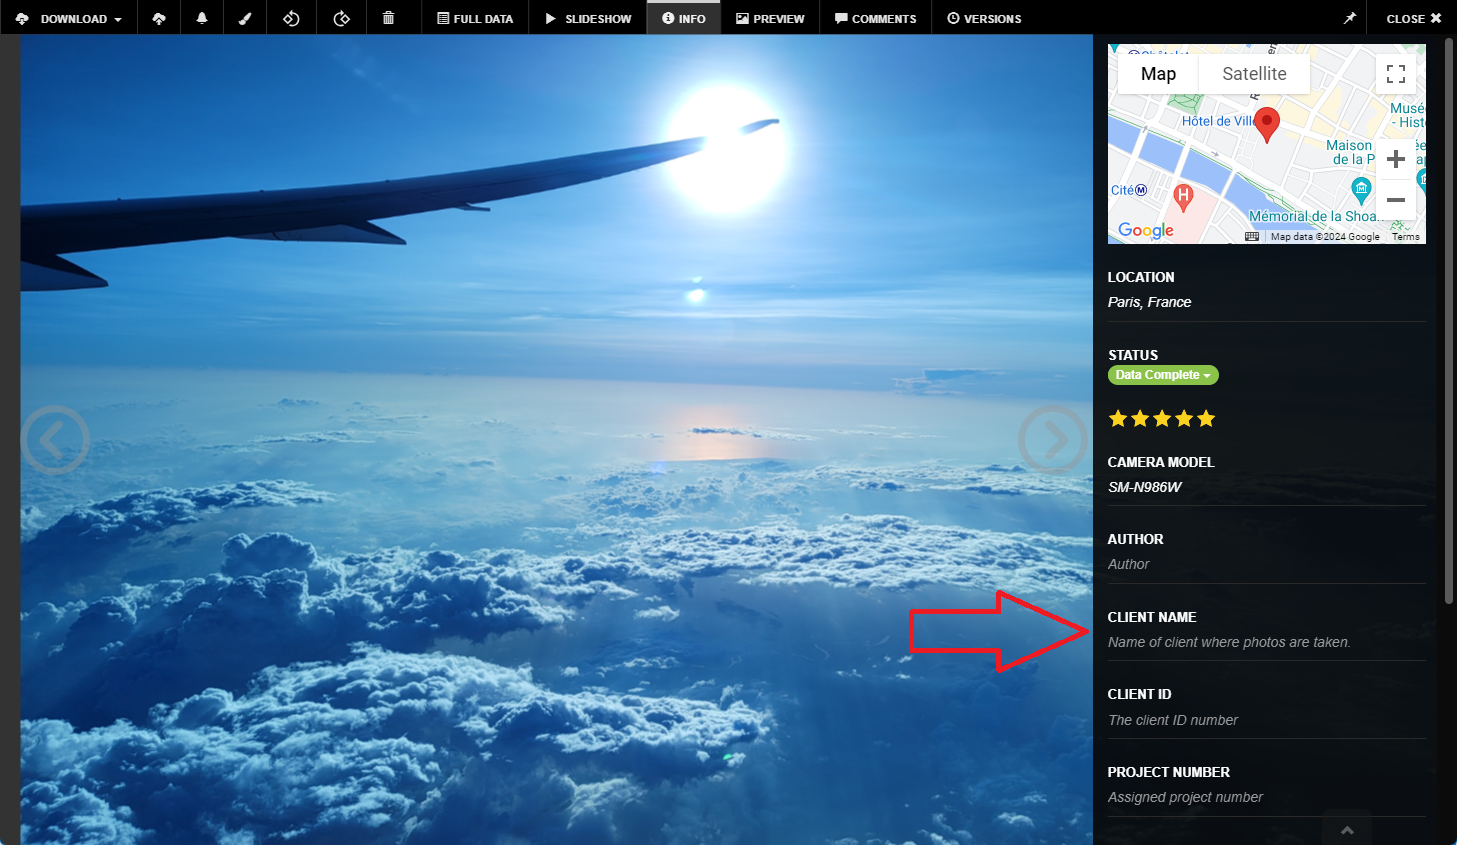 DOWNLOAD
FULL DATA
SLIDESHOW
INFO
PREVIEW
COMMENTS
VERSIONS
CLOSE
Map
Satellite
Hôtel de Ville
Musé
- Histo
Maison
de la P
Cité
M
H
Mémorial de la Shoa
Google
Map data ©2024 Google
Terms
LOCATION
Paris, France
STATUS
Data Complete
CAMERA MODEL
SM-N986W
AUTHOR
Author
CLIENT NAME
Name of client where photos are taken.
CLIENT ID
The client ID number
PROJECT NUMBER
Assigned project number